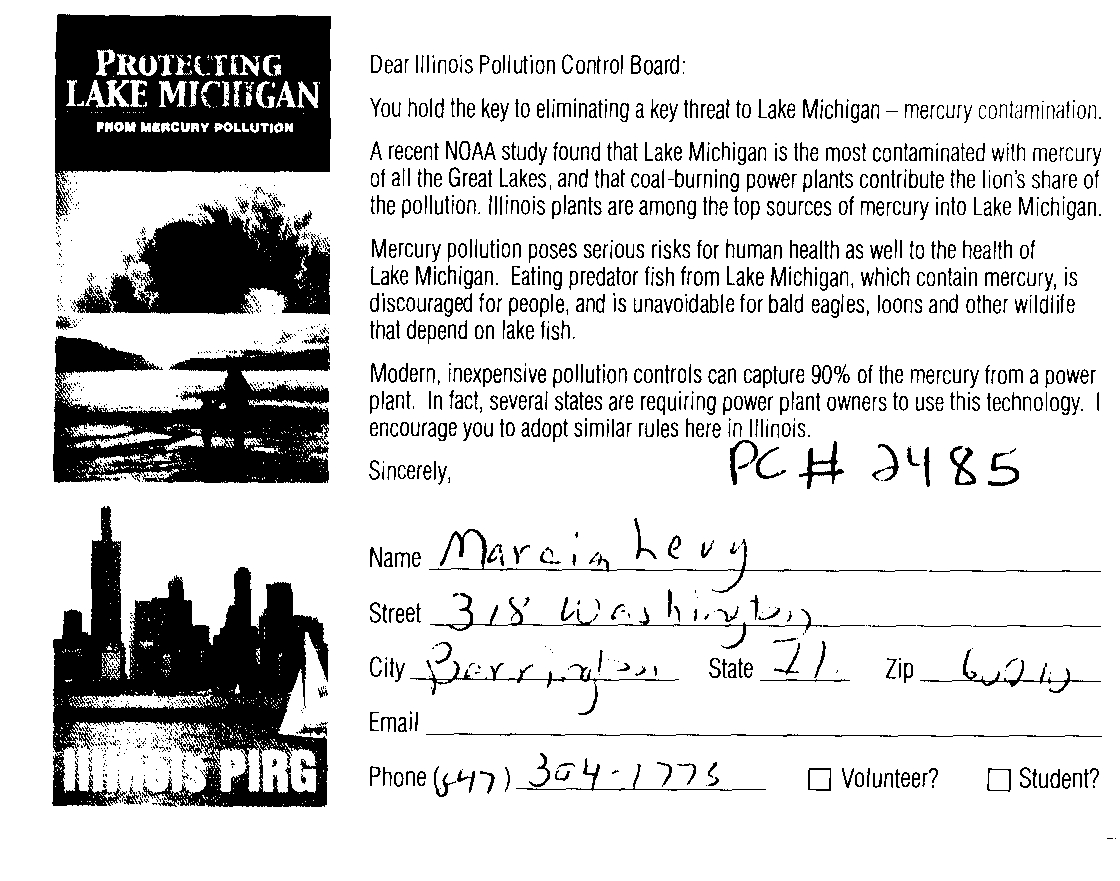 PROTECTING
LAKE MICHIGAN
FROM MERCURY POLLUTION
Dear Illinois Pollution Control Board:
You hold the key to eliminating a key threat to Lake Michigan – mercury contamination.
A recent NOAA study found that Lake Michigan is the most contaminated with mercury
of all the Great Lakes, and that coal-burning power plants contribute the lion's share of
the pollution. Illinois plants are among the top sources of mercury into Lake Michigan.
Mercury pollution poses serious risks for human health as well to the health of
Lake Michigan. Eating predator fish from Lake Michigan, which contain mercury, is
discouraged for people, and is unavoidable for bald eagles, loons and other wildlife
that depend on lake fish.
Modern, inexpensive pollution controls can capture 90% of the mercury from a power
plant. In fact, several states are requiring power plant owners to use this technology. I
encourage you to adopt similar rules here in Illinois.
Sincerely,
PC# 2485
Name Marcia Levy
Street 318 Washington
City Barrington State Il. Zip
Email
Phone (847) 304-1773 Volunteer? Student?
Illinois PIRG